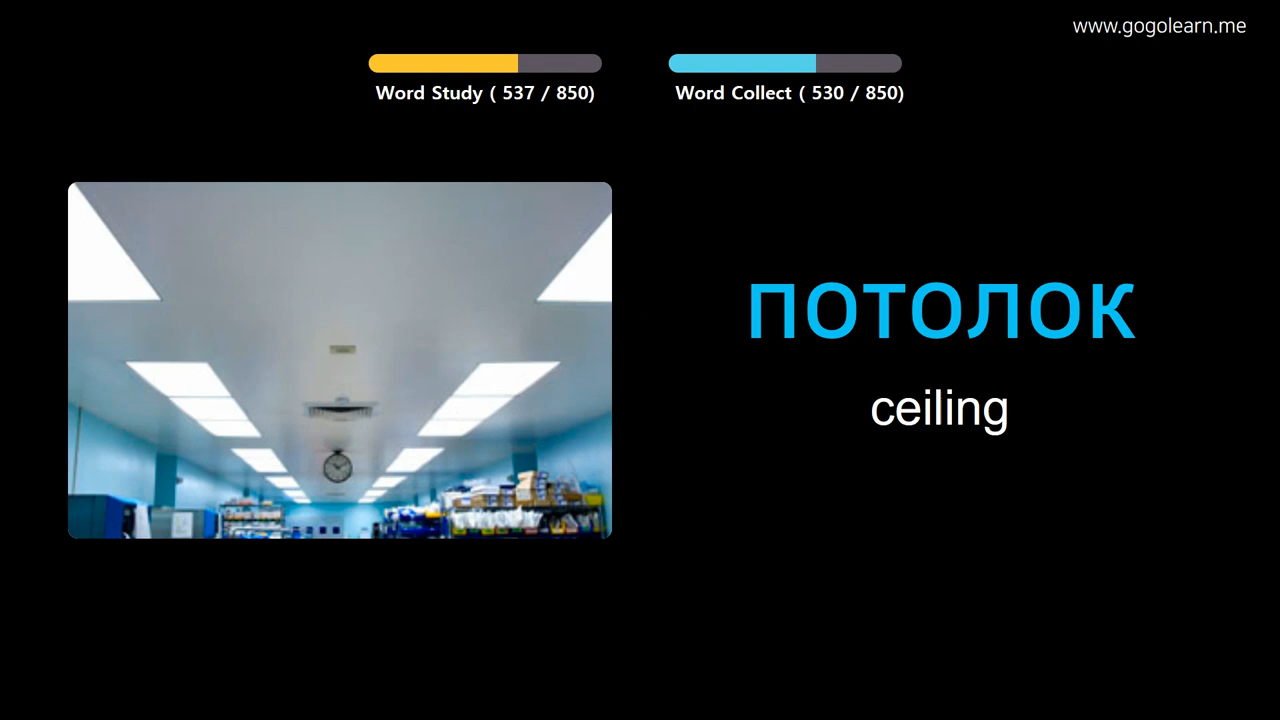 www.gogolearn.me
Word Study ( 537 / 850)
Word Collect ( 530 / 850)
потолок
ceiling